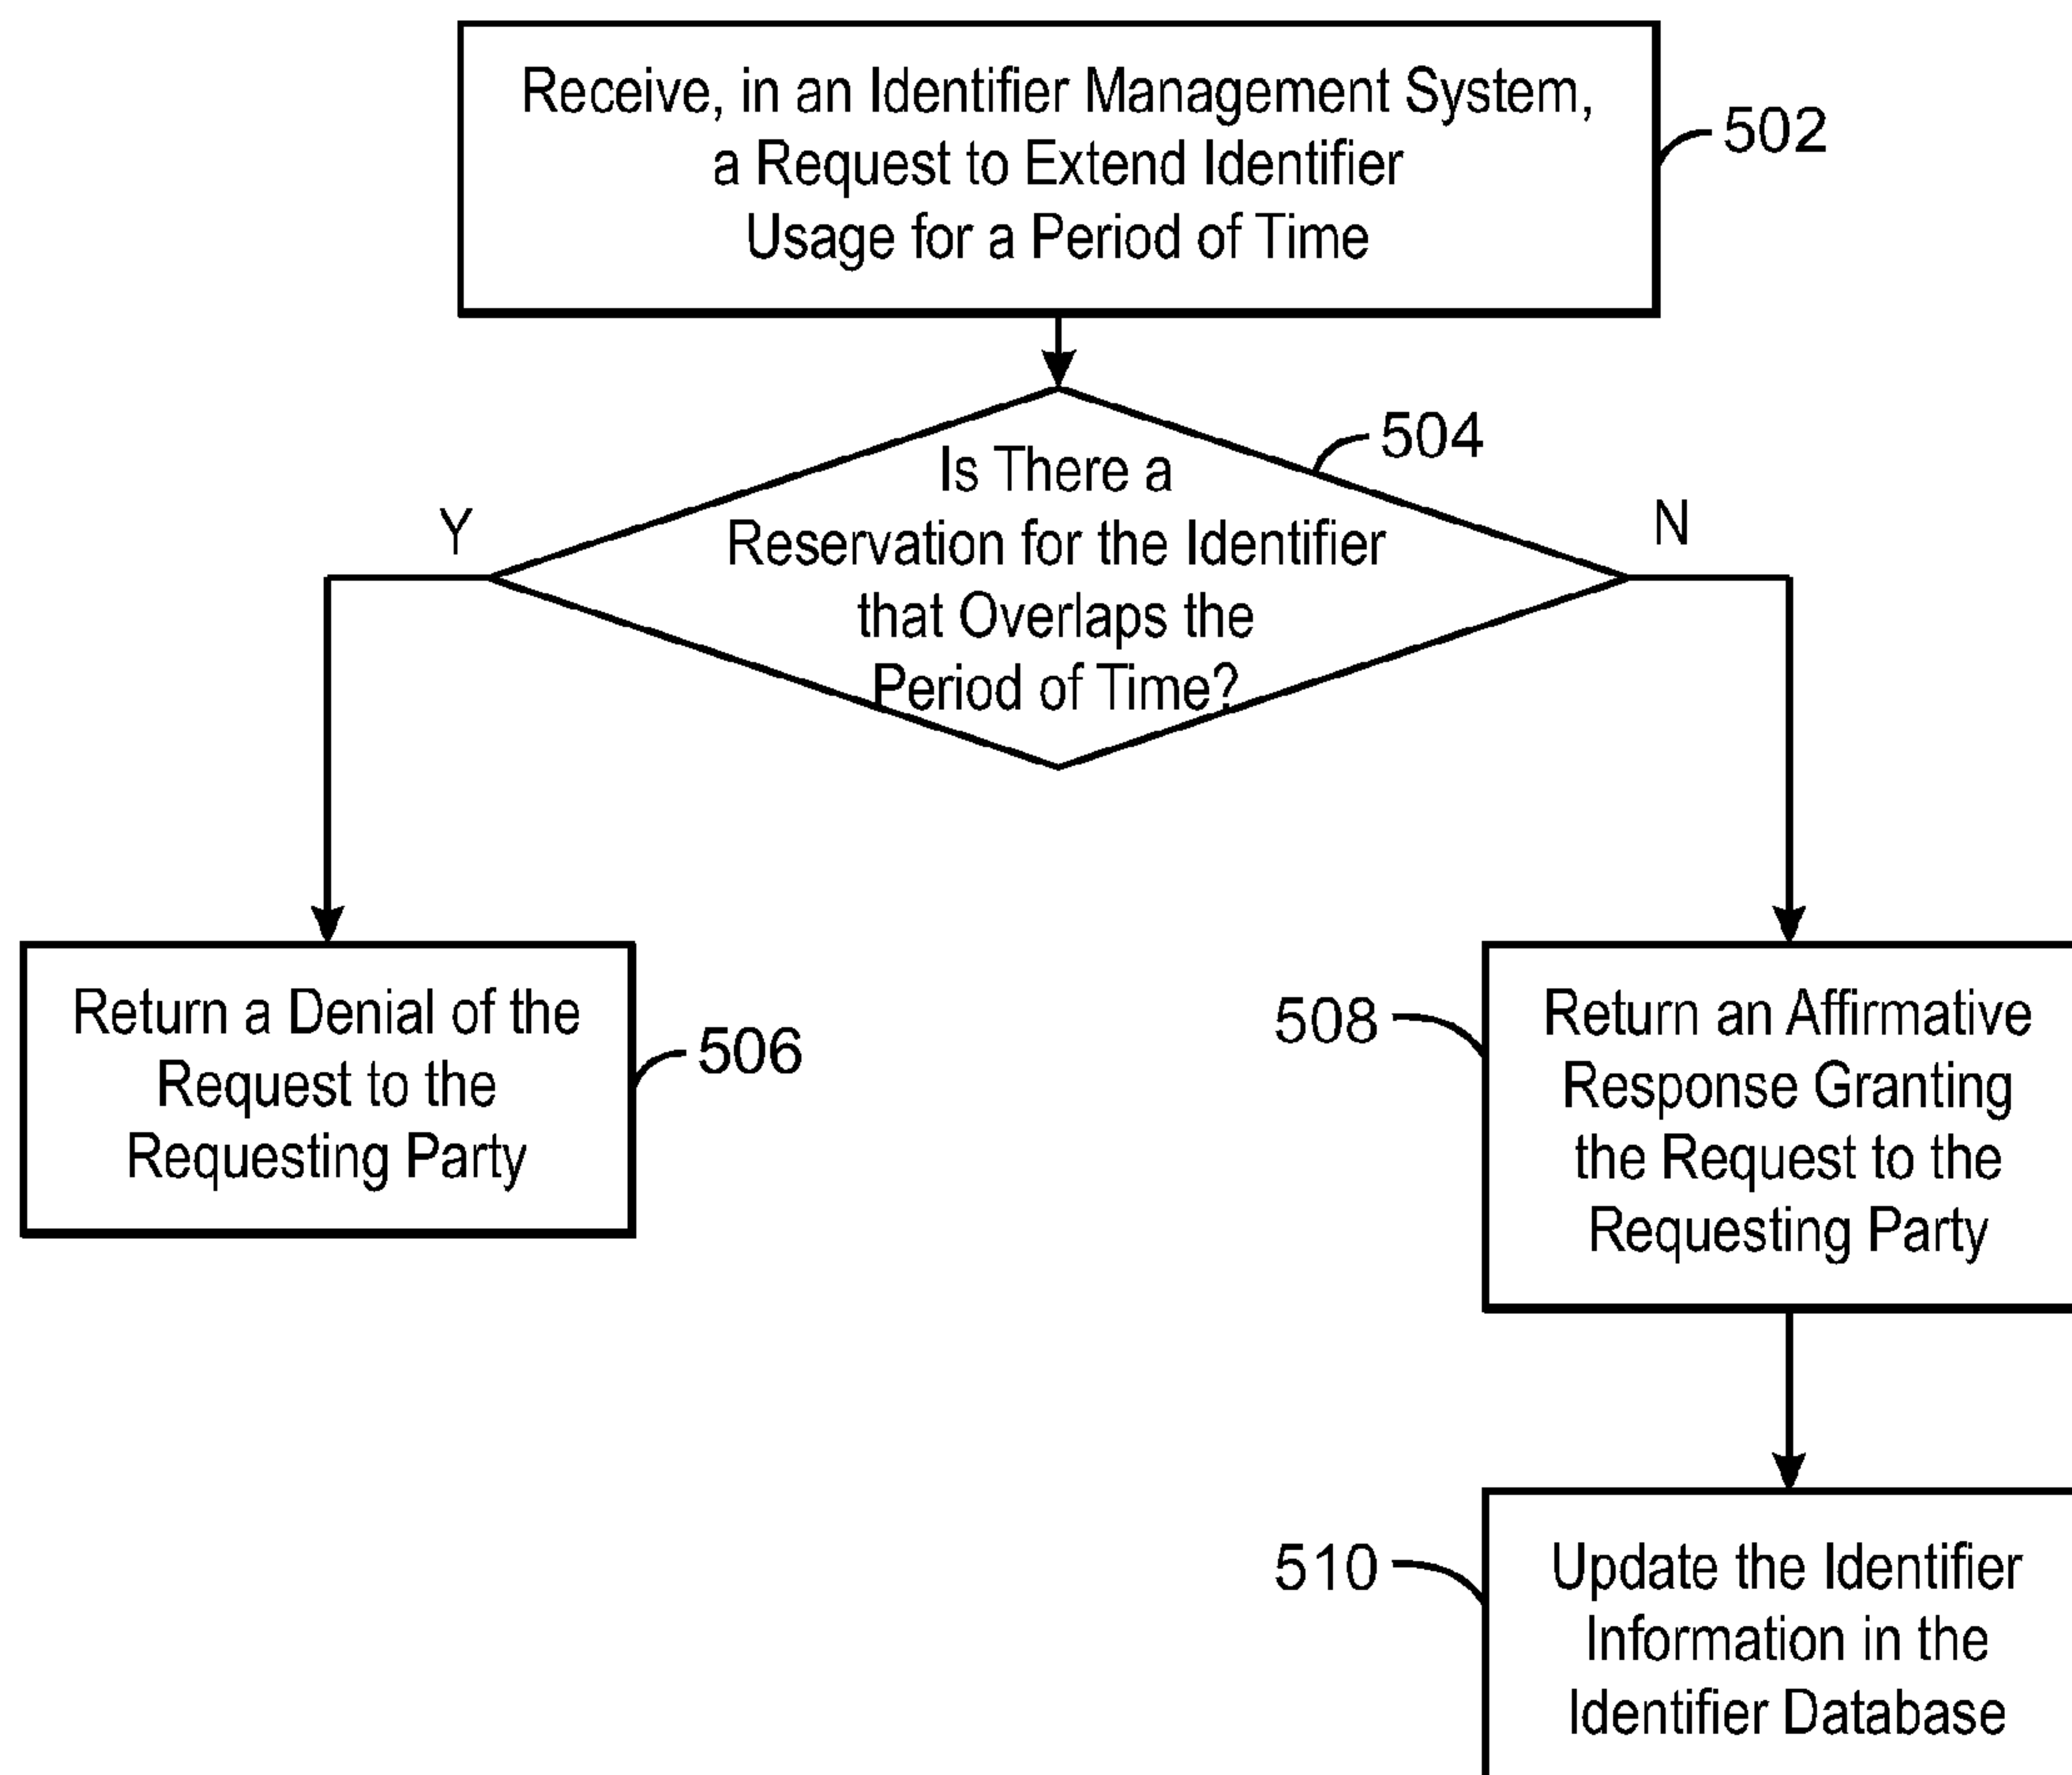 Receive, in an Identifier Management System,
a Request to Extend Identifier
Usage for a Period of Time
502
504
Is There a
Reservation for the Identifier
that Overlaps the
Period of Time?
Y
N
Return a Denial of the
Request to the
Requesting Party
506
508
Return an Affirmative
Response Granting
the Request to the
Requesting Party
510
Update the Identifier
Information in the
Identifier Database